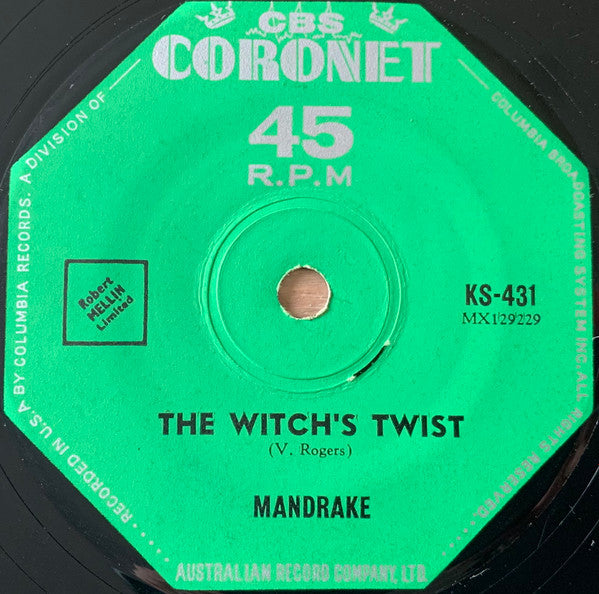 CBS
CORONET
45
R.P.M
Robert
MELLIN
Limited
KS-431
MX129229
THE WITCH'S TWIST
(V. Rogers)
MANDRAKE
RECORDED IN U.S.A BY COLUMBIA RECORDS. A DIVISION OF
COLUMBIA BROADCASTING SYSTEM INC. ALL RIGHTS RESERVED.
AUSTRALIAN RECORD COMPANY, LTD.